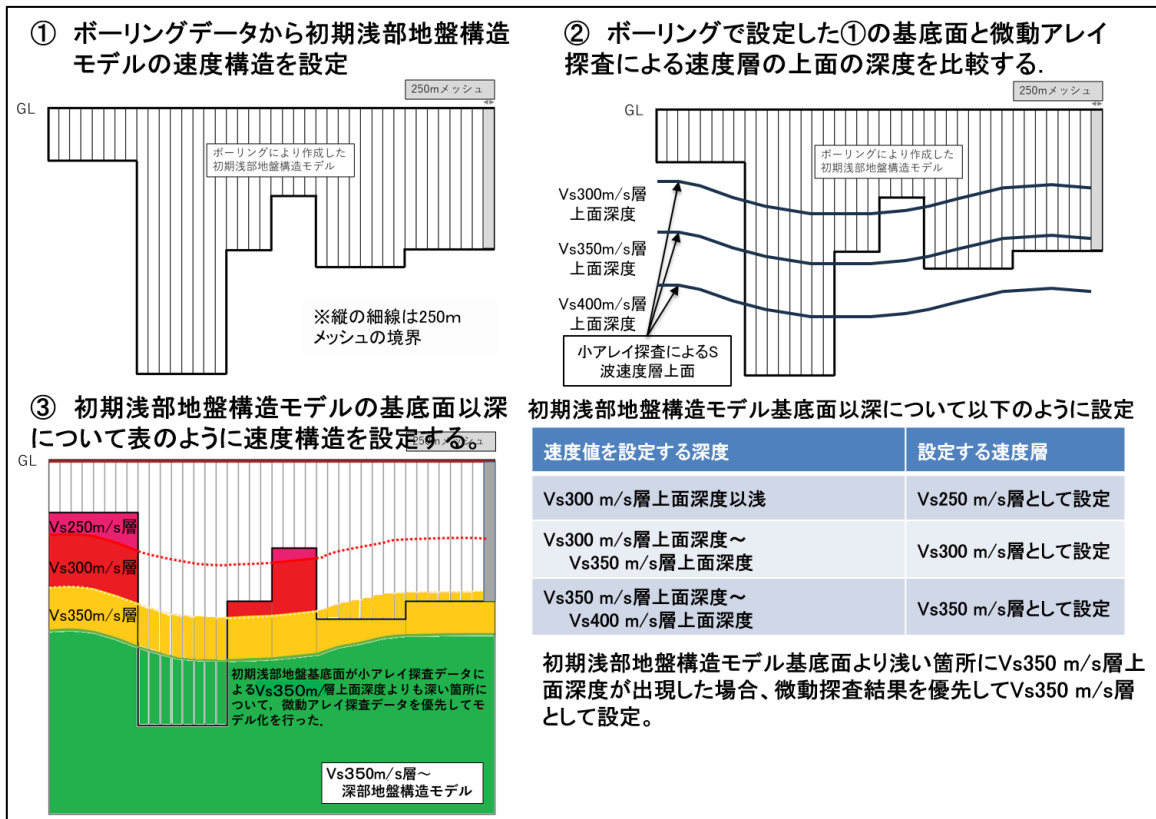 ① ボーリングデータから初期浅部地盤構造
モデルの速度構造を設定
250mメッシュ
GL
ボーリングにより作成した
初期浅部地盤構造モデル
※縦の細線は250m
メッシュの境界
② ボーリングで設定した①の基底面と微動アレイ
探査による速度層の上面の深度を比較する.
250mメッシュ
GL
ボーリングにより作成した
初期浅部地盤構造モデル
Vs300m/s層
上面深度
Vs350m/s層
上面深度
Vs400m/s層
上面深度
小アレイ探査によるS
波速度層上面
③ 初期浅部地盤構造モデルの基底面以深
について表のように速度構造を設定する。
250mメッシュ
GL
Vs250m/s層
Vs300m/s層
Vs350m/s層
初期浅部地盤基底面が小アレイ探査データに
よるVs350m/層上面深度よりも深い箇所に
ついて，微動アレイ探査データを優先してモ
デル化を行った.
Vs350m/s層～
深部地盤構造モデル
初期浅部地盤構造モデル基底面以深について以下のように設定
速度値を設定する深度
設定する速度層
Vs300 m/s層上面深度以浅
Vs250 m/s層として設定
Vs300 m/s層上面深度～
Vs350 m/s層上面深度
Vs300 m/s層として設定
Vs350 m/s層上面深度～
Vs400 m/s層上面深度
Vs350 m/s層として設定
初期浅部地盤構造モデル基底面より浅い箇所にVs350 m/s層上
面深度が出現した場合、微動探査結果を優先してVs350 m/s層
として設定。